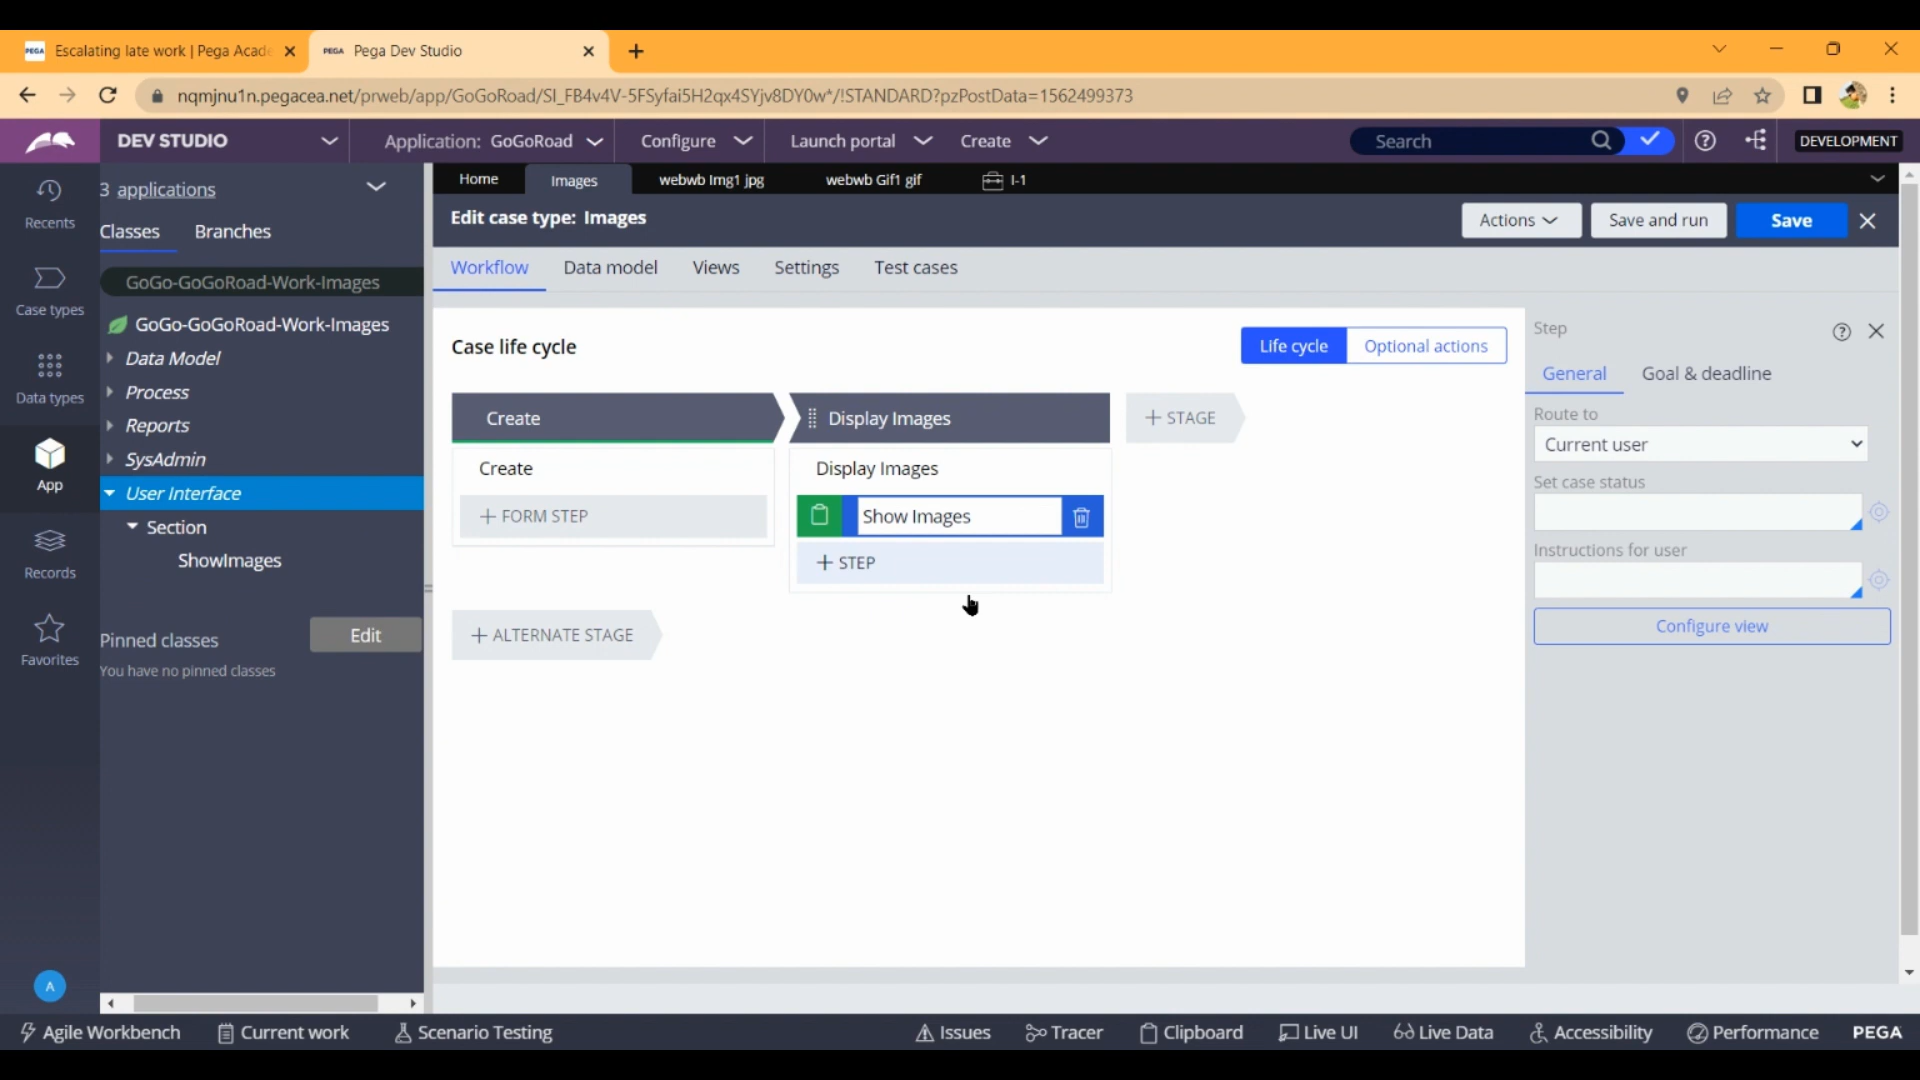 PEGA Escalating late work | Pega Acade
PEGA Pega Dev Studio
nqmjnu1n.pegacea.net/prweb/app/GoGoRoad/SI_FB4v4V-5FSyfai5H2qx4SYjv8DY0w*/!STANDARD?pzPostData=1562499373
DEV STUDIO
Application: GoGoRoad
Configure
Launch portal
Create
Search
DEVELOPMENT
Recents
Case types
Data types
App
Records
Favorites
A
3 applications
Classes
Branches
GoGo-GoGoRoad-Work-Images
GoGo-GoGoRoad-Work-Images
Data Model
Process
Reports
SysAdmin
User Interface
Section
ShowImages
Pinned classes
Edit
You have no pinned classes
Home
Images
webwb Img1 jpg
webwb Gif1 gif
I-1
Edit case type: Images
Actions
Save and run
Save
Workflow
Data model
Views
Settings
Test cases
Case life cycle
Life cycle
Optional actions
Create
Display Images
+ STAGE
Create
+ FORM STEP
Display Images
Show Images
+ STEP
+ ALTERNATE STAGE
Step
General
Goal & deadline
Route to
Current user
Set case status
Instructions for user
Configure view
Agile Workbench
Current work
Scenario Testing
Issues
Tracer
Clipboard
Live UI
Live Data
Accessibility
Performance
PEGA